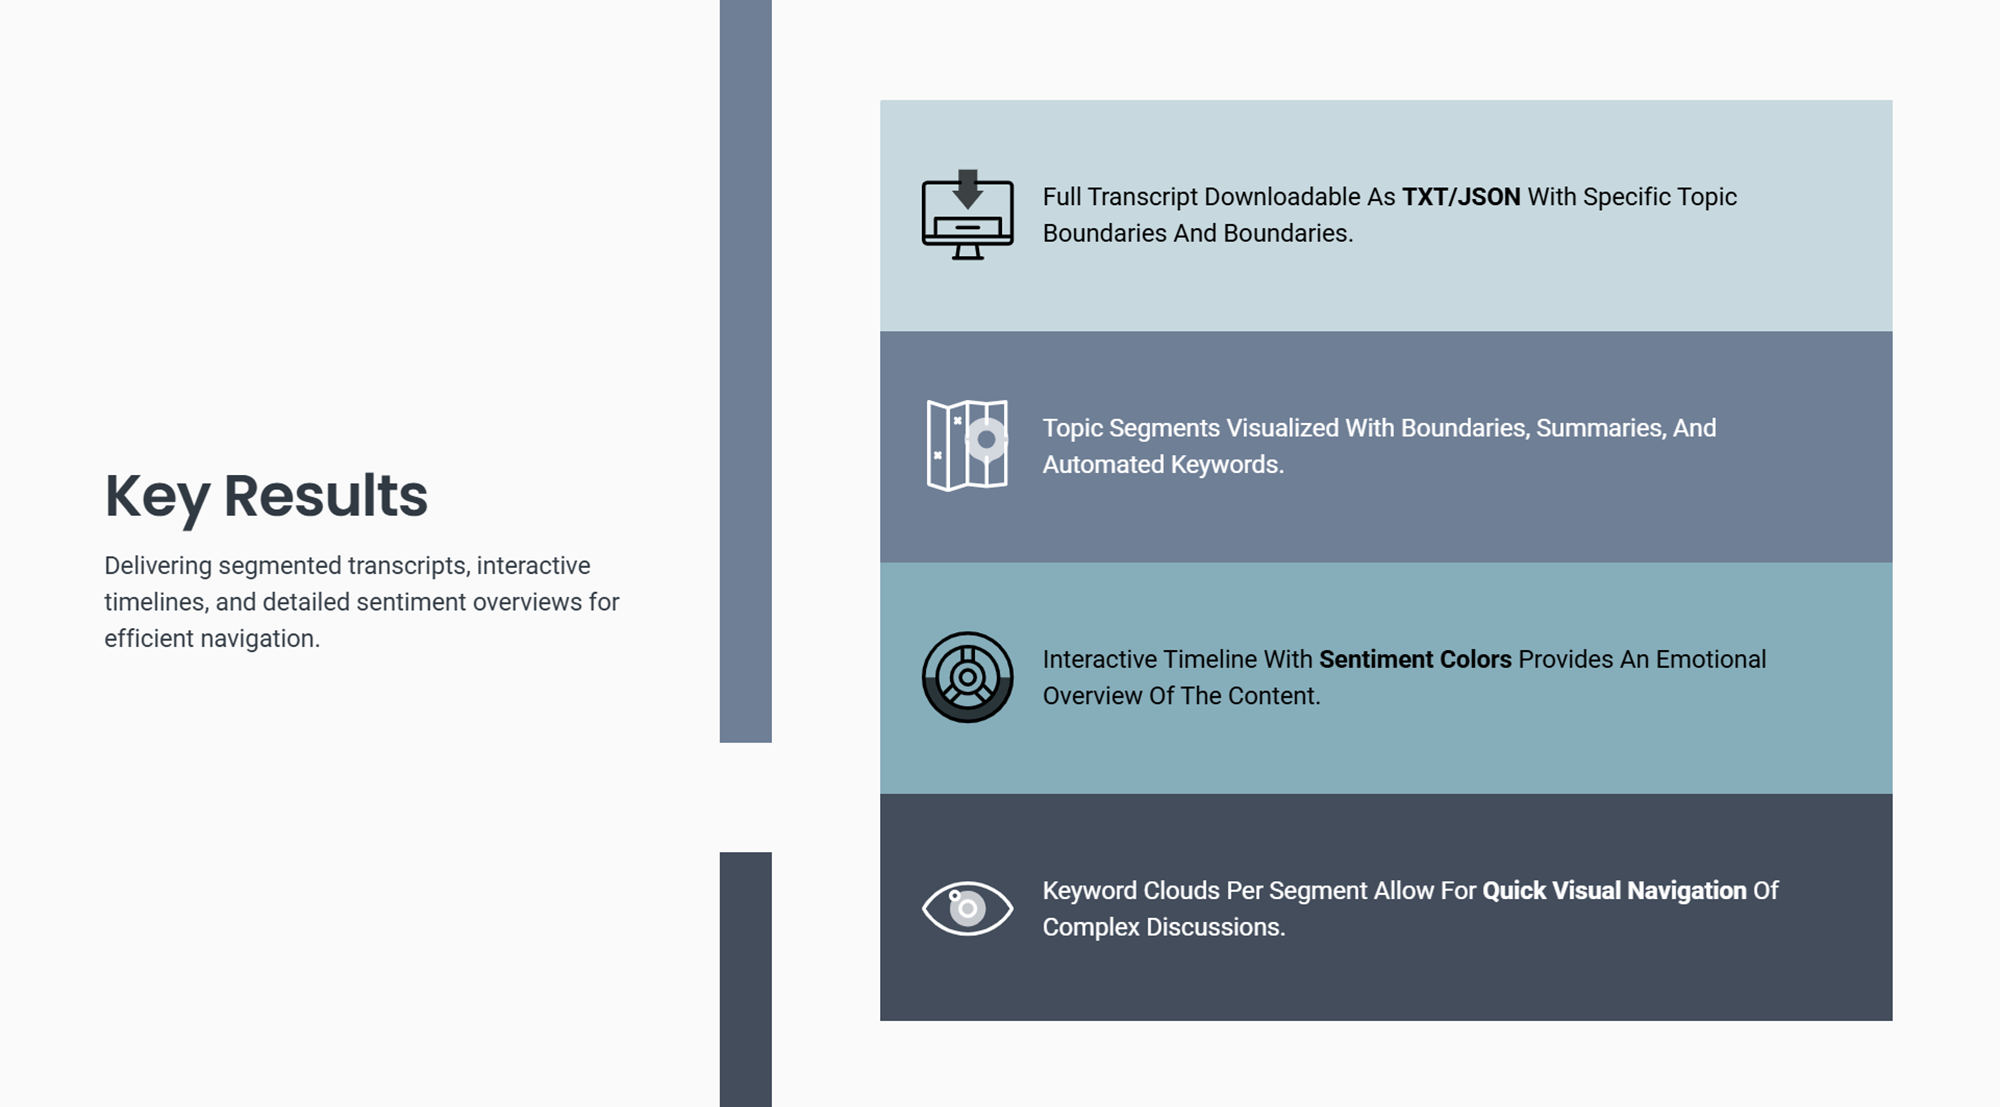 Key Results
Delivering segmented transcripts, interactive
timelines, and detailed sentiment overviews for
efficient navigation.
Full Transcript Downloadable As TXT/JSON With Specific Topic
Boundaries And Boundaries.
Topic Segments Visualized With Boundaries, Summaries, And
Automated Keywords.
Interactive Timeline With Sentiment Colors Provides An Emotional
Overview Of The Content.
Keyword Clouds Per Segment Allow For Quick Visual Navigation Of
Complex Discussions.